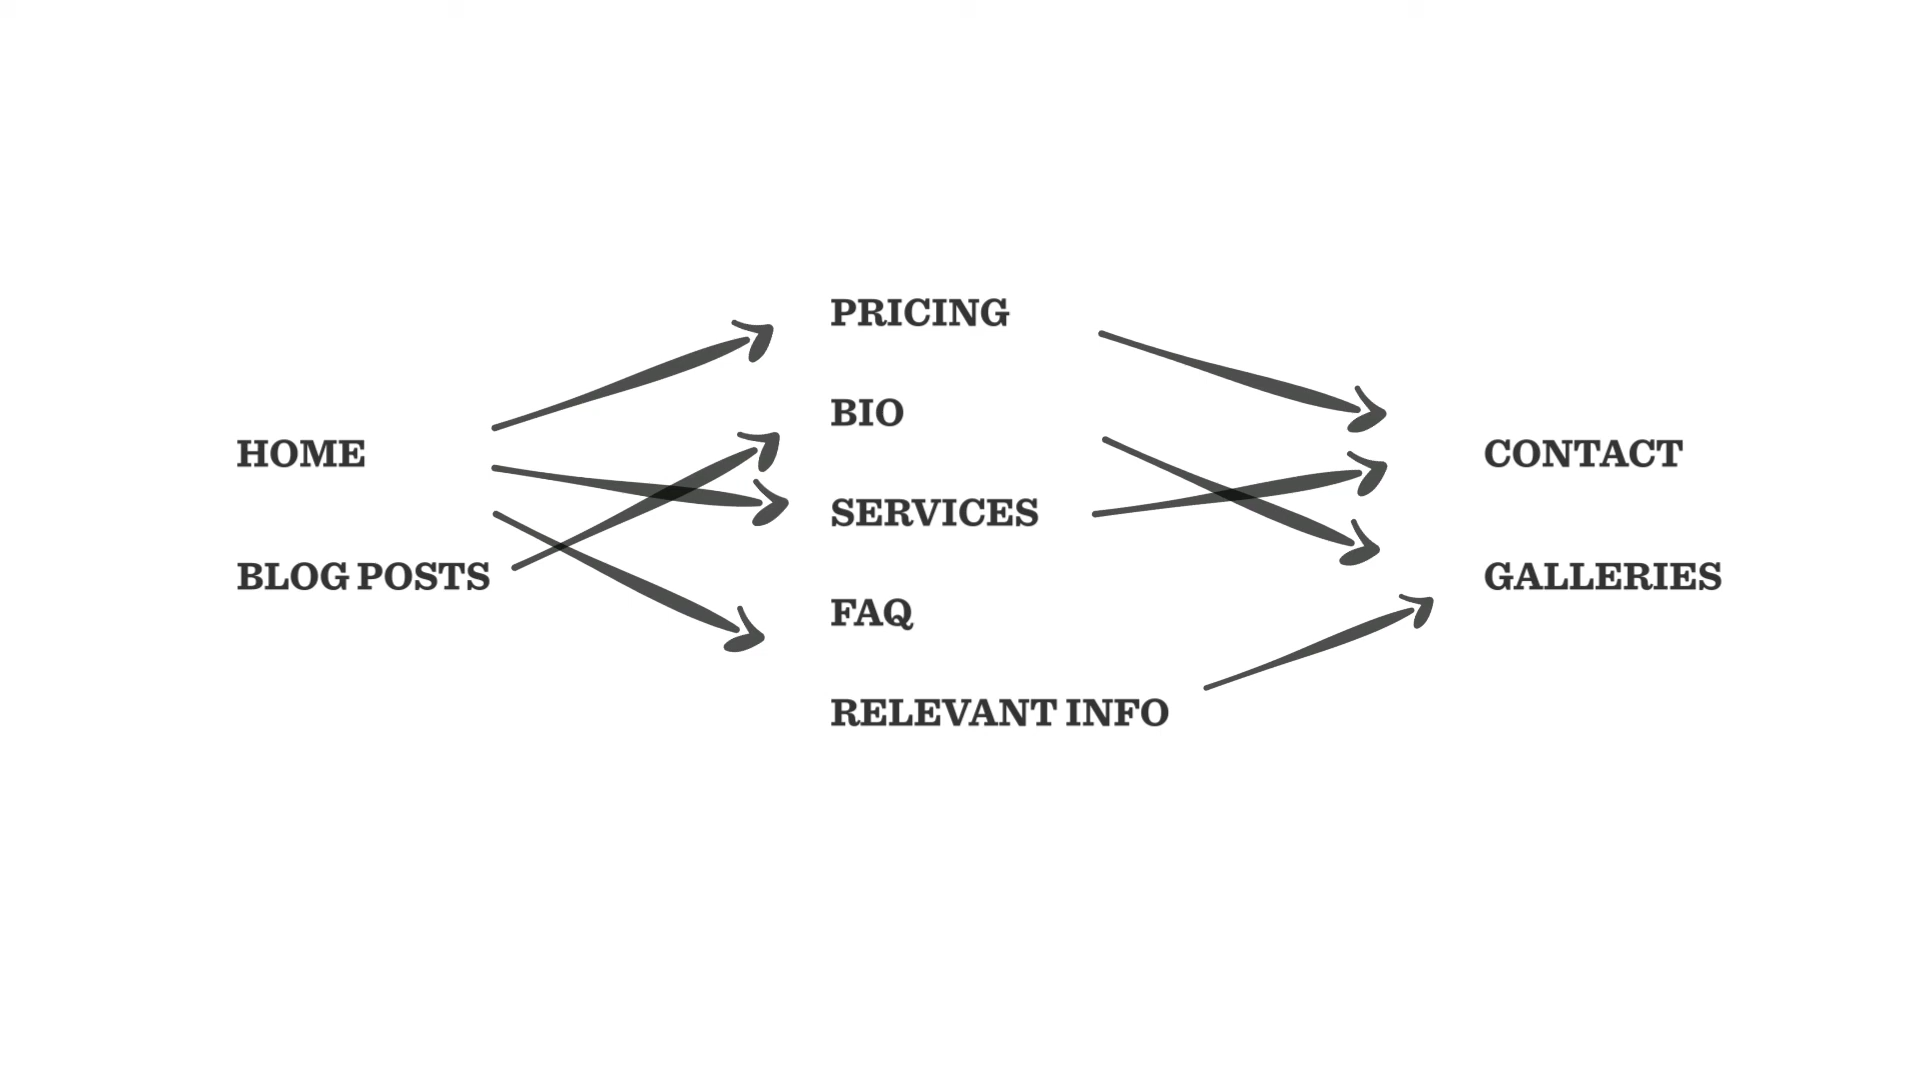 HOME
BLOG POSTS
PRICING
BIO
SERVICES
FAQ
RELEVANT INFO
CONTACT
GALLERIES